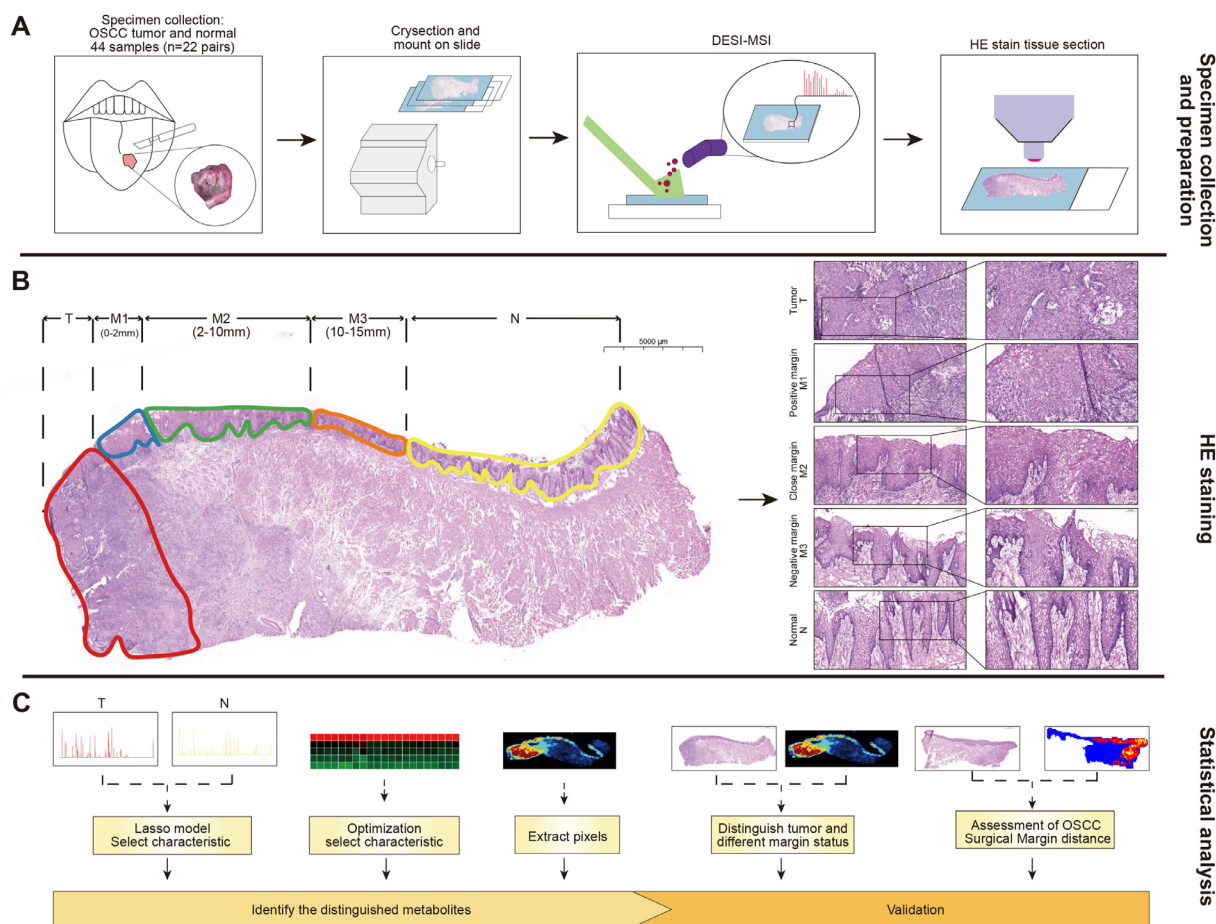 A
Specimen collection:
OSCC tumor and normal
44 samples (n=22 pairs)
Crysection and
mount on slide
DESI-MSI
HE stain tissue section
Specimen collection
and preparation
B
T
M1
(0-2mm)
M2
(2-10mm)
M3
(10-15mm)
N
5000 μm
Tumor
T
Positive margin
M1
Close margin
M2
Negative margin
M3
Normal
N
HE staining
C
T
N
Lasso model
Select characteristic
Optimization
select characteristic
Extract pixels
Distinguish tumor and
different margin status
Assessment of OSCC
Surgical Margin distance
Identify the distinguished metabolites
Validation
Statistical analysis